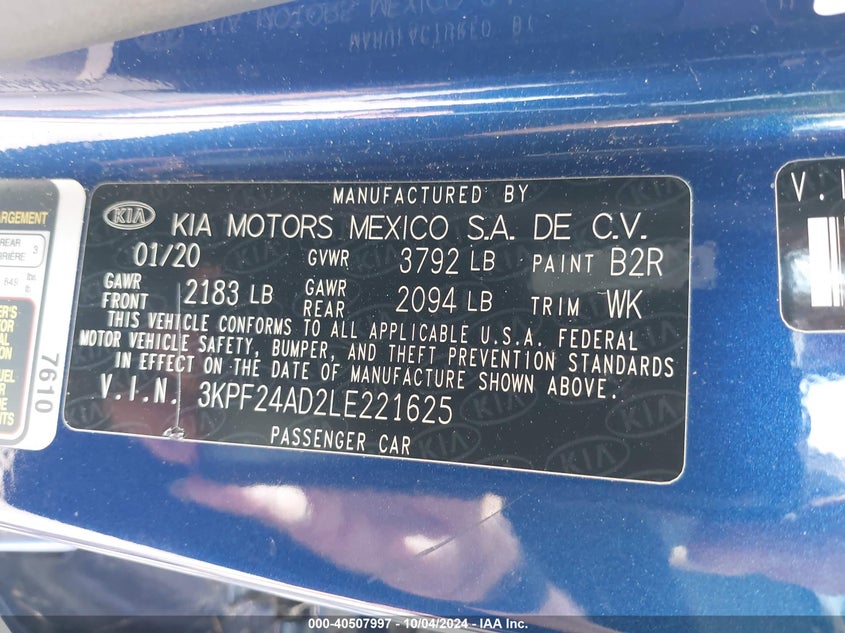 MANUFACTURED BY
KIA KIA MOTORS MEXICO S.A. DE C.V.
01/20 GVWR 3792 LB PAINT B2R
GAWR FRONT 2183 LB GAWR REAR 2094 LB TRIM WK
THIS VEHICLE CONFORMS TO ALL APPLICABLE U.S.A. FEDERAL
MOTOR VEHICLE SAFETY, BUMPER, AND THEFT PREVENTION STANDARDS
IN EFFECT ON THE DATE OF MANUFACTURE SHOWN ABOVE.
V.I.N. 3KPF24AD2LE221625
PASSENGER CAR
REAR 3
7610
000-40507997 - 10/04/2024 - IAA Inc.